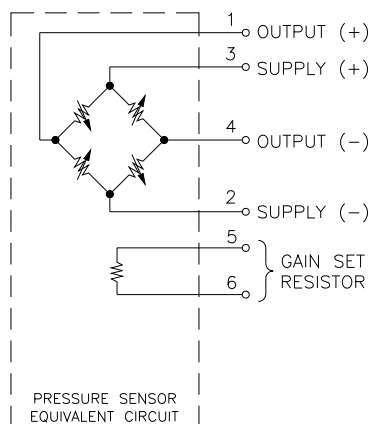 1 OUTPUT (+)
3 SUPPLY (+)
4 OUTPUT (−)
2 SUPPLY (−)
5
6
GAIN SET
RESISTOR
PRESSURE SENSOR
EQUIVALENT CIRCUIT